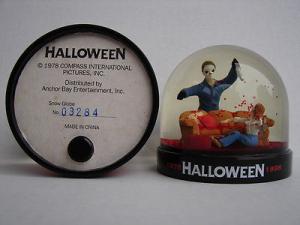 HALLOWEEN
© 1978 COMPASS INTERNATIONAL
PICTURES, INC.
Distributed by
Anchor Bay Entertainment, Inc.
Snow Globe
No. 03284
MADE IN CHINA
1978 HALLOWEEN 1998